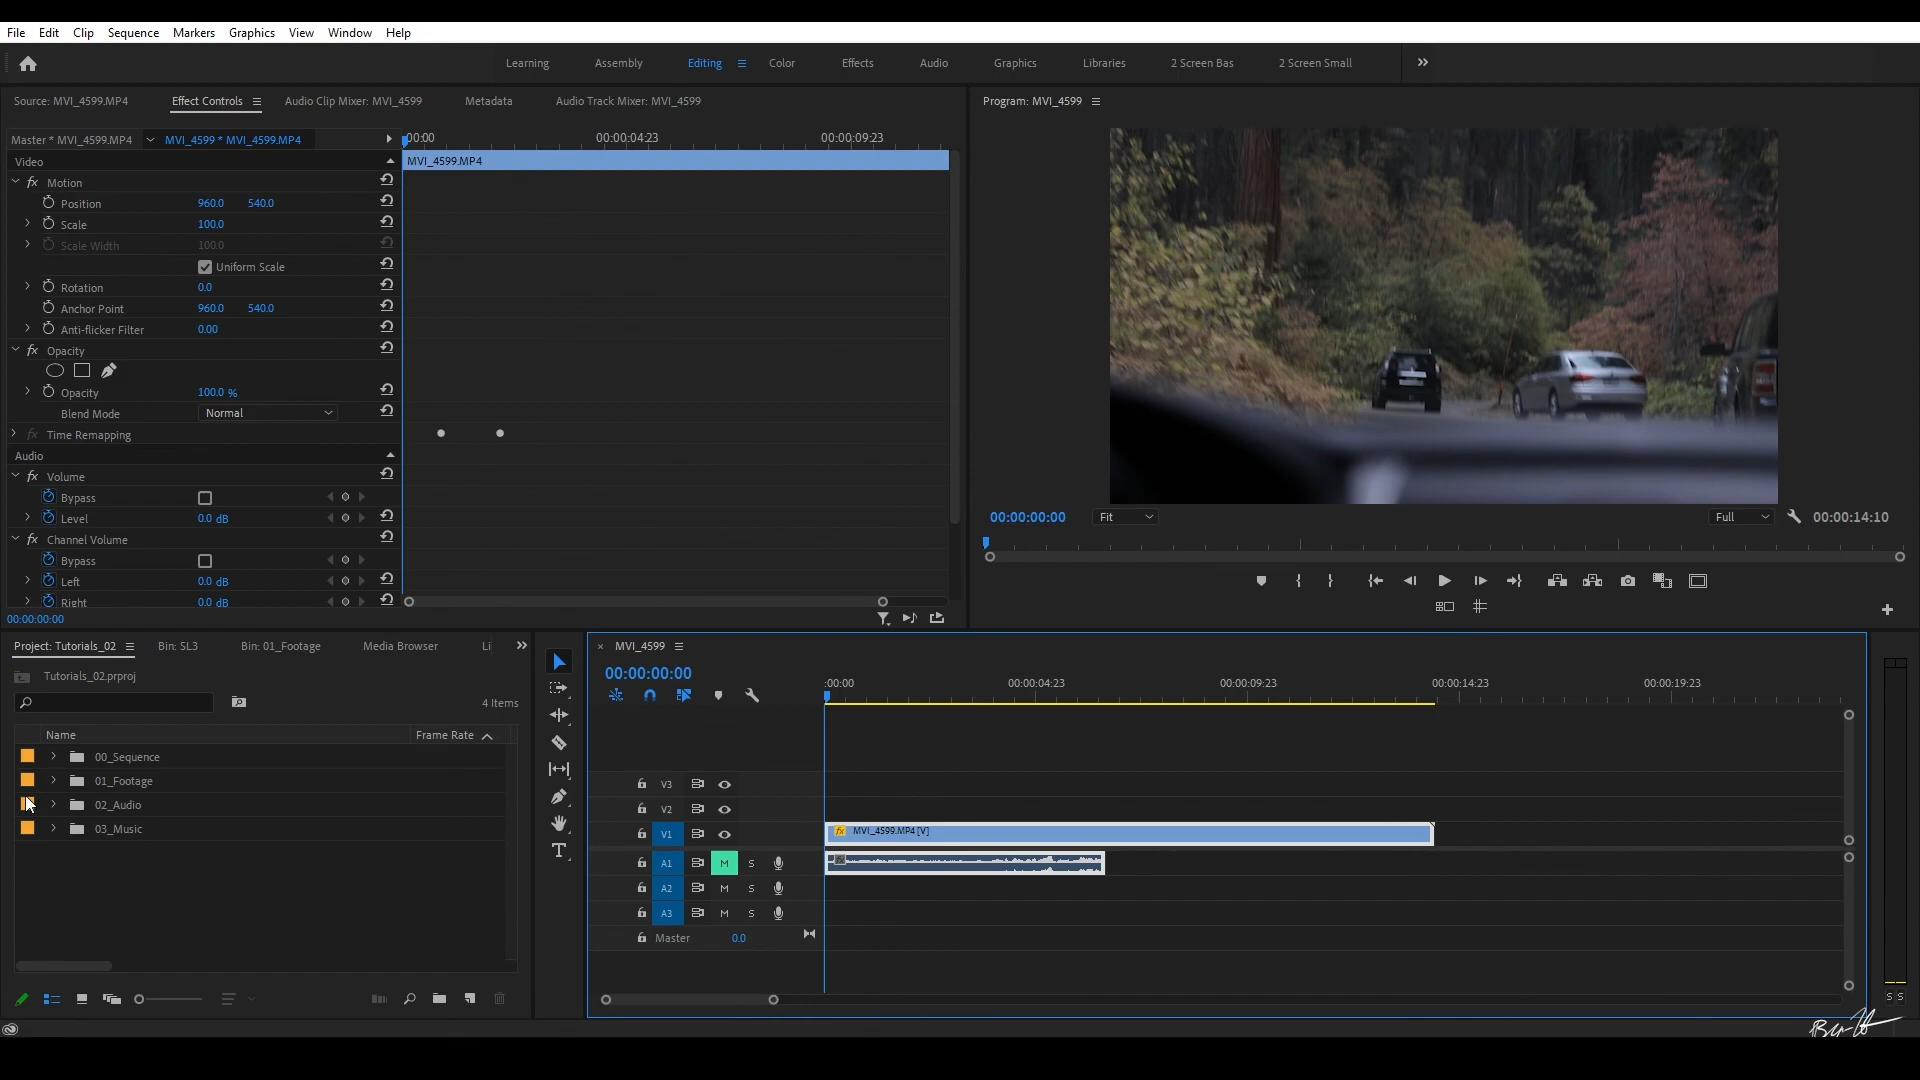 File Edit Clip Sequence Markers Graphics View Window Help
Learning Assembly Editing Color Effects Audio Graphics Libraries 2 Screen Bas 2 Screen Small
Source: MVI_4599.MP4 Effect Controls Audio Clip Mixer: MVI_4599 Metadata Audio Track Mixer: MVI_4599
Master * MVI_4599.MP4 MVI_4599 * MVI_4599.MP4
:00:00 00:00:04:23 00:00:09:23
Video
MVI_4599.MP4
fx Motion
Position 960.0 540.0
Scale 100.0
Scale Width 100.0
Uniform Scale
Rotation 0.0
Anchor Point 960.0 540.0
Anti-flicker Filter 0.00
fx Opacity
Opacity 100.0 %
Blend Mode Normal
fx Time Remapping
Audio
fx Volume
Bypass
Level 0.0 dB
fx Channel Volume
Bypass
Left 0.0 dB
Right 0.0 dB
00:00:00:00
Program: MVI_4599
00:00:00:00 Fit Full 00:00:14:10
Project: Tutorials_02 Bin: SL3 Bin: 01_Footage Media Browser Li
Tutorials_02.prproj
4 Items
Name Frame Rate
00_Sequence
01_Footage
02_Audio
03_Music
MVI_4599
00:00:00:00
:00:00 00:00:04:23 00:00:09:23 00:00:14:23 00:00:19:23
V3
V2
V1
fx MVI_4599.MP4 [V]
A1 M S
A2 M S
A3 M S
Master 0.0
T
S S